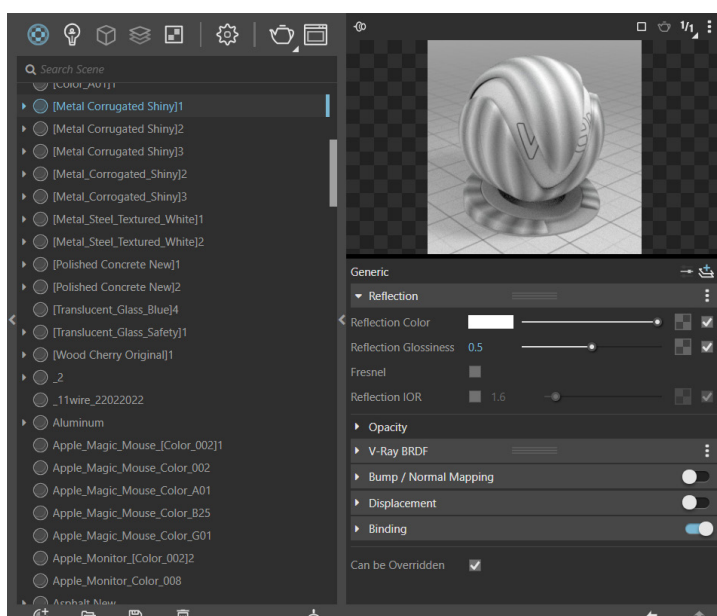 1/1
Search Scene
[Color_A01]1
[Metal Corrugated Shiny]1
[Metal Corrugated Shiny]2
[Metal Corrugated Shiny]3
[Metal_Corrogated_Shiny]2
[Metal_Corrogated_Shiny]3
[Metal_Steel_Textured_White]1
[Metal_Steel_Textured_White]2
[Polished Concrete New]1
[Polished Concrete New]2
[Translucent_Glass_Blue]4
[Translucent_Glass_Safety]1
[Wood Cherry Original]1
_2
_11wire_22022022
Aluminum
Apple_Magic_Mouse_[Color_002]1
Apple_Magic_Mouse_Color_002
Apple_Magic_Mouse_Color_A01
Apple_Magic_Mouse_Color_B25
Apple_Magic_Mouse_Color_G01
Apple_Monitor_[Color_002]2
Apple_Monitor_Color_008
Asphalt New
Generic
Reflection
Reflection Color
Reflection Glossiness 0.5
Fresnel
Reflection IOR 1.6
Opacity
V-Ray BRDF
Bump / Normal Mapping
Displacement
Binding
Can be Overridden